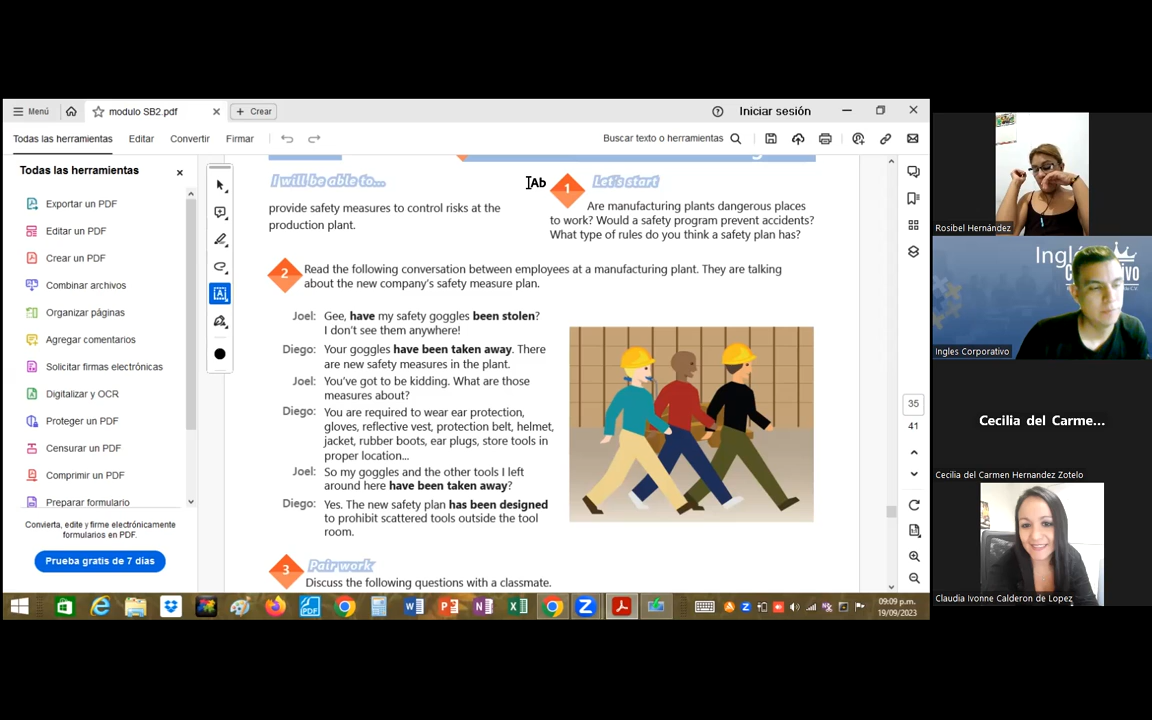 Menú
modulo SB2.pdf
Crear
Iniciar sesión
Todas las herramientas
Editar
Convertir
Firmar
Buscar texto o herramientas
Todas las herramientas
Exportar un PDF
Editar un PDF
Crear un PDF
Combinar archivos
Organizar páginas
Agregar comentarios
Solicitar firmas electrónicas
Digitalizar y OCR
Proteger un PDF
Censurar un PDF
Comprimir un PDF
Preparar formulario
Convierta, edite y firme electrónicamente
formularios en PDF.
Prueba gratis de 7 días
I will be able to...
provide safety measures to control risks at the
production plant.
Ab
1 Let's start
Are manufacturing plants dangerous places
to work? Would a safety program prevent accidents?
What type of rules do you think a safety plan has?
2 Read the following conversation between employees at a manufacturing plant. They are talking
about the new company's safety measure plan.
Joel: Gee, have my safety goggles been stolen?
I don't see them anywhere!
Diego: Your goggles have been taken away. There
are new safety measures in the plant.
Joel: You've got to be kidding. What are those
measures about?
Diego: You are required to wear ear protection,
gloves, reflective vest, protection belt, helmet,
jacket, rubber boots, ear plugs, store tools in
proper location...
Joel: So my goggles and the other tools I left
around here have been taken away?
Diego: Yes. The new safety plan has been designed
to prohibit scattered tools outside the tool
room.
3 Pair work
Discuss the following questions with a classmate.
35
41
09:09 p.m.
19/09/2023
Rosibel Hernández
Ingles Corporativo
Cecilia del Carme...
Cecilia del Carmen Hernandez Zotelo
Claudia Ivonne Calderon de Lopez